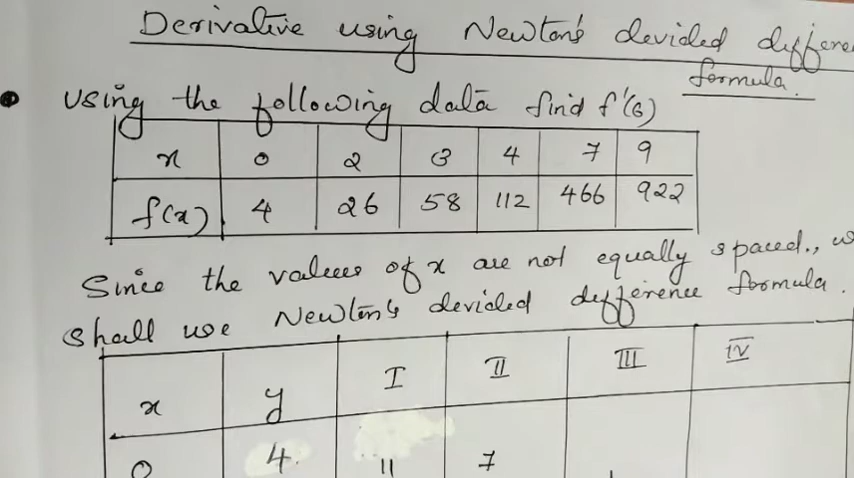 Derivative using Newton's devided differe
formula.
using the following data find f'(6)
x 0 2 3 4 7 9
f(x) 4 26 58 112 466 922
Since the values of x are not equally spaced., w
shall use Newton's devided difference formula.
x y I II III IV
0 4 11 7